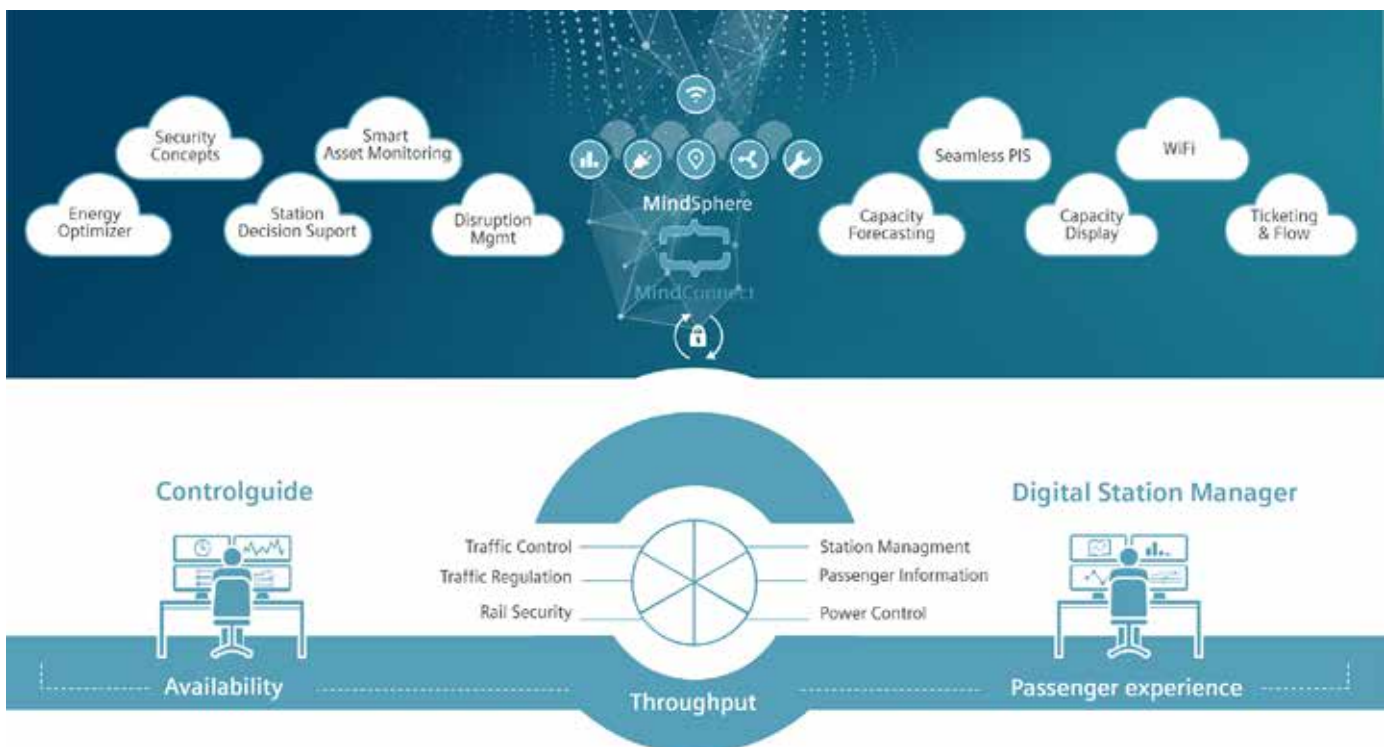 Security
Concepts
Smart
Asset Monitoring
Energy
Optimizer
Station
Decision Suport
Disruption
Mgmt
MindSphere
MindConnect
Seamless PIS
WiFi
Capacity
Forecasting
Capacity
Display
Ticketing
& Flow
Controlguide
Digital Station Manager
Traffic Control
Traffic Regulation
Rail Security
Station Managment
Passenger Information
Power Control
Availability
Throughput
Passenger experience